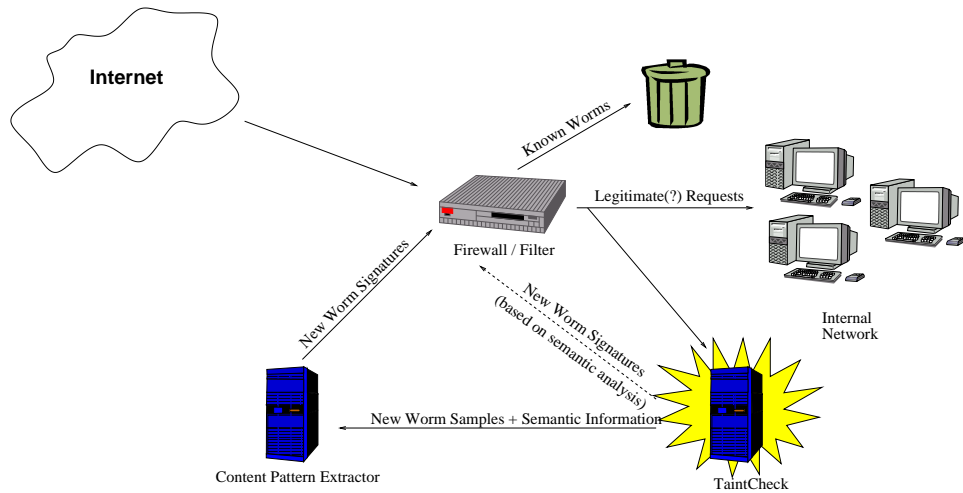 Internet
Known Worms
Legitimate(?) Requests
Firewall / Filter
New Worm Signatures
New Worm Signatures
(based on semantic analysis)
Internal
Network
New Worm Samples + Semantic Information
Content Pattern Extractor
TaintCheck